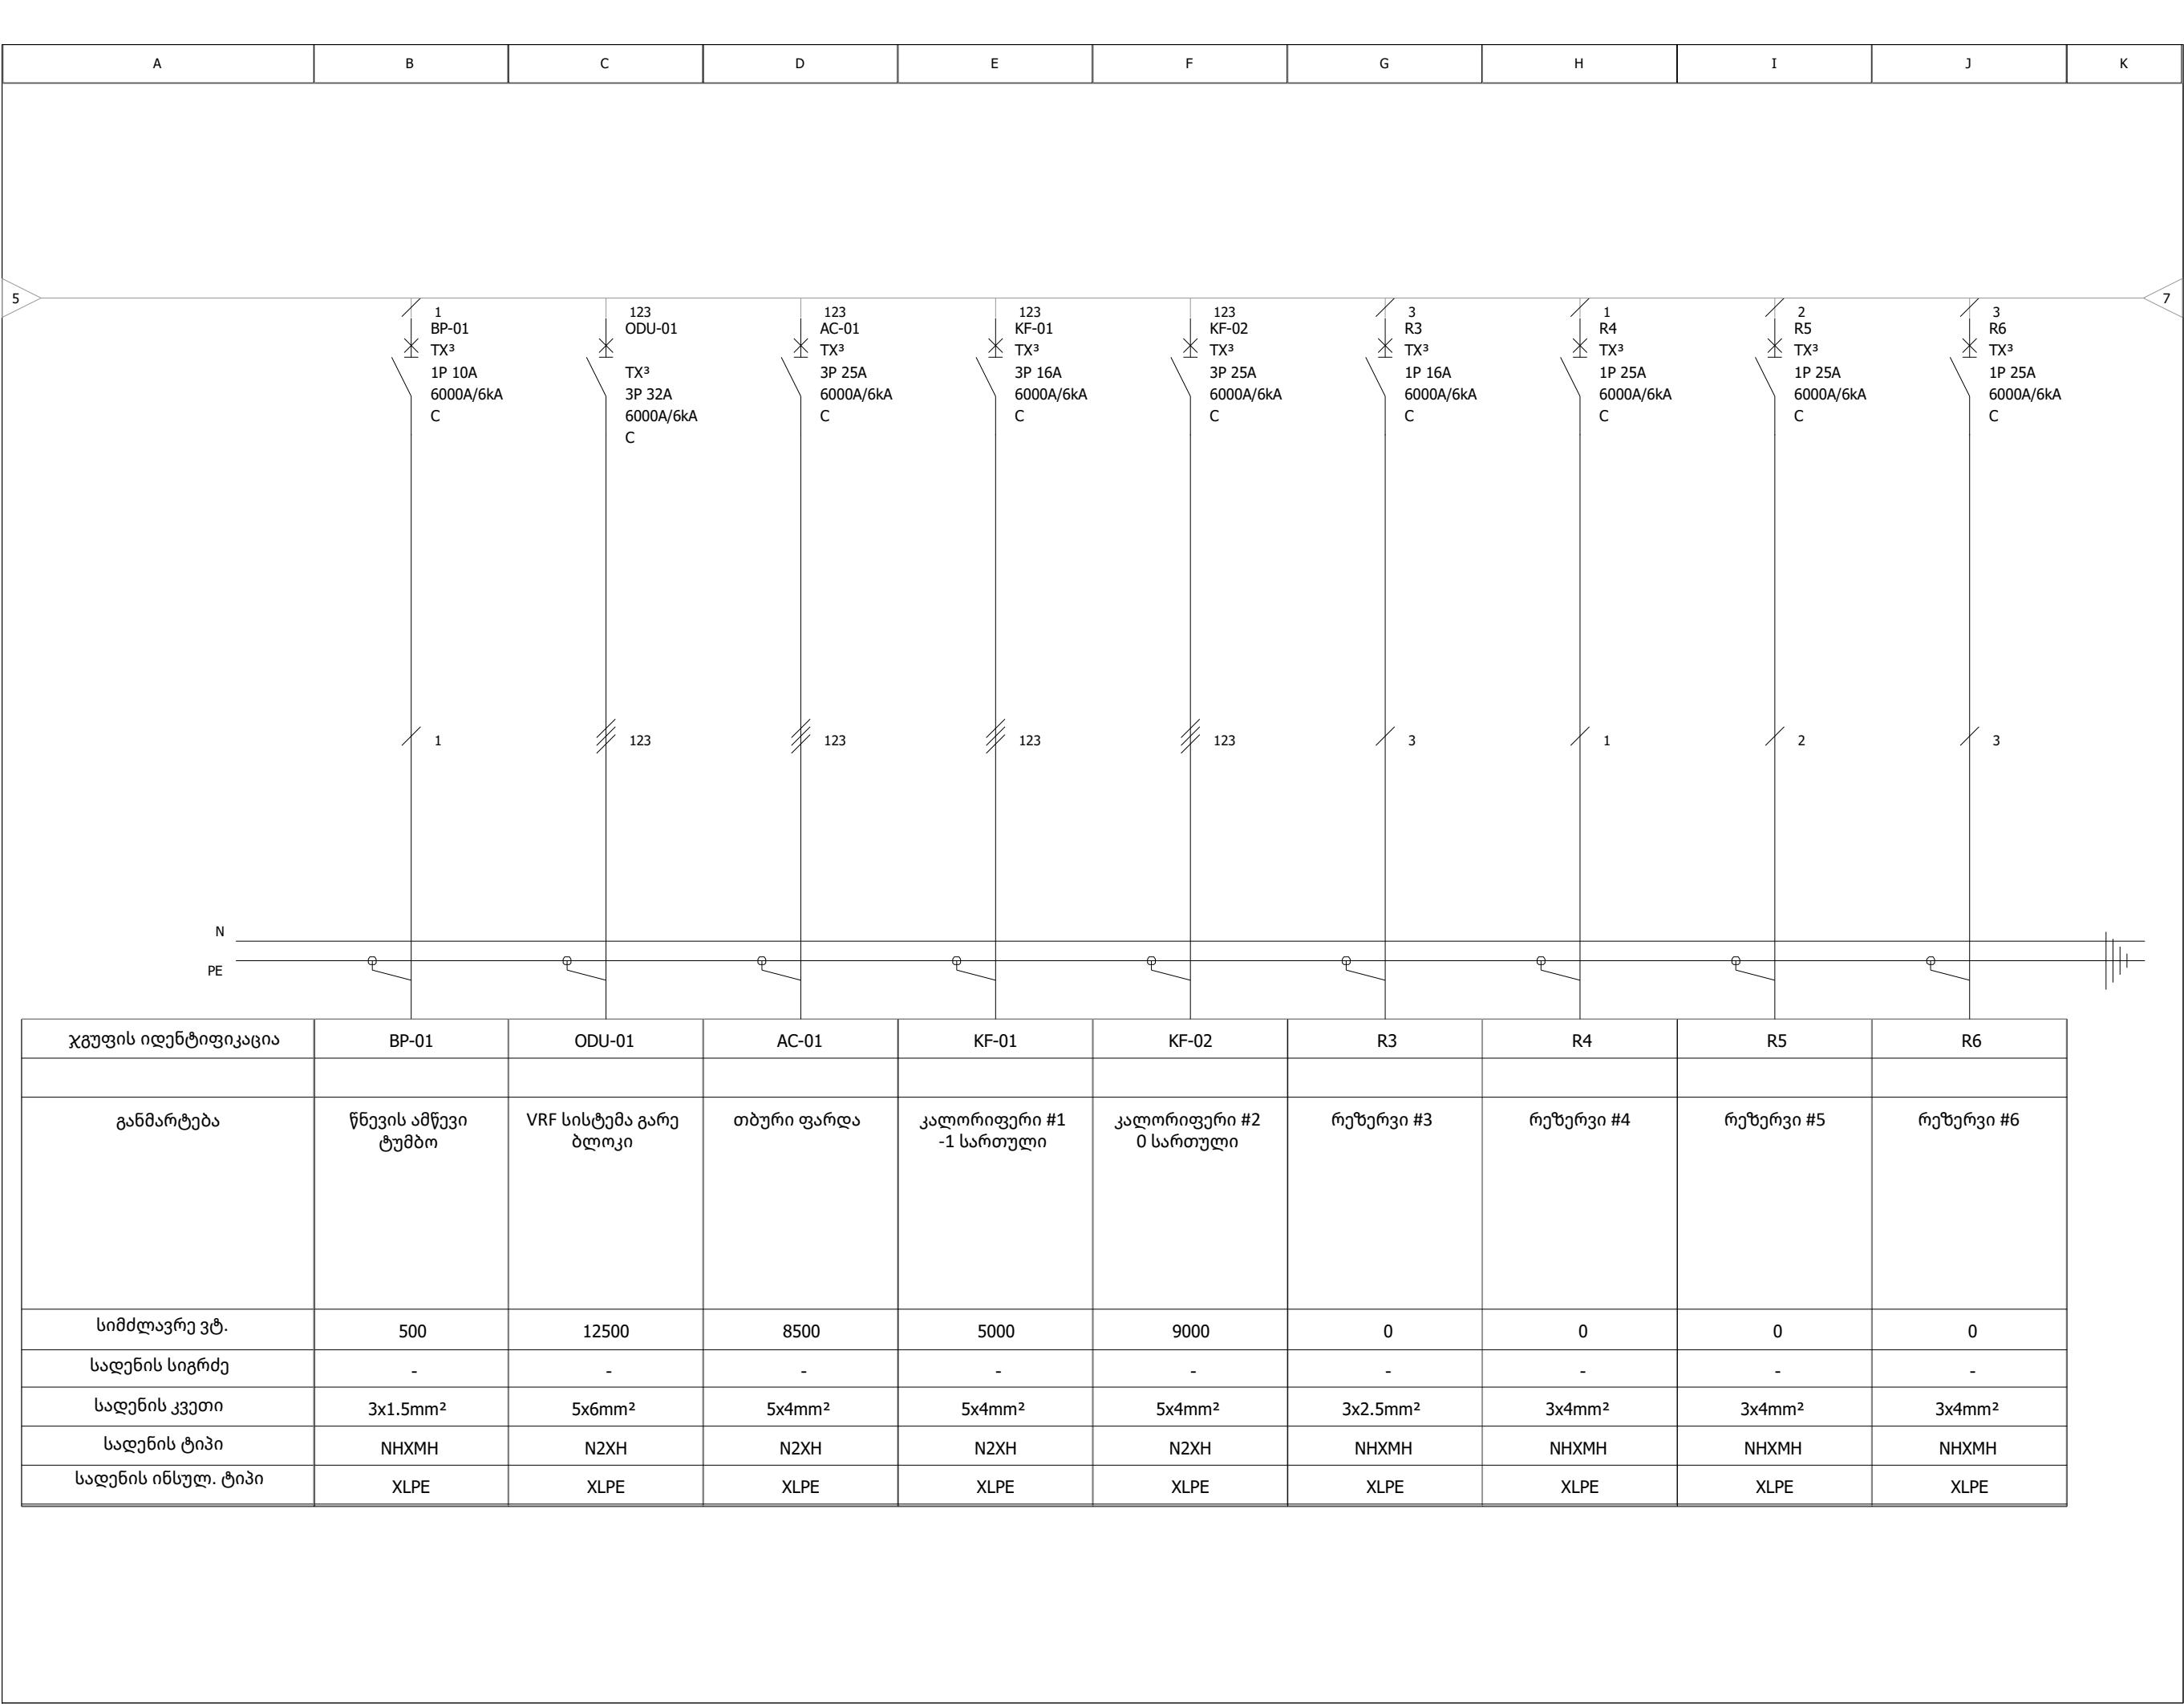 A B C D E F G H I J K
5 7
1 123 123 123 123 3 1 2 3
BP-01 ODU-01 AC-01 KF-01 KF-02 R3 R4 R5 R6
TX³ TX³ TX³ TX³ TX³ TX³ TX³ TX³
1P 10A TX³ 3P 25A 3P 16A 3P 25A 1P 16A 1P 25A 1P 25A 1P 25A
6000A/6kA 3P 32A 6000A/6kA 6000A/6kA 6000A/6kA 6000A/6kA 6000A/6kA 6000A/6kA 6000A/6kA
C 6000A/6kA C C C C C C C
C
1 123 123 123 123 3 1 2 3
N
PE
ჯგუფის იდენტიფიკაცია BP-01 ODU-01 AC-01 KF-01 KF-02 R3 R4 R5 R6
განმარტება წნევის ამწევი VRF სისტემა გარე თბური ფარდა კალორიფერი #1 კალორიფერი #2 რეზერვი #3 რეზერვი #4 რეზერვი #5 რეზერვი #6
ტუმბო ბლოკი -1 სართული 0 სართული
სიმძლავრე ვტ. 500 12500 8500 5000 9000 0 0 0 0
სადენის სიგრძე - - - - - - - - -
სადენის კვეთი 3x1.5mm² 5x6mm² 5x4mm² 5x4mm² 5x4mm² 3x2.5mm² 3x4mm² 3x4mm² 3x4mm²
სადენის ტიპი NHXMH N2XH N2XH N2XH N2XH NHXMH NHXMH NHXMH NHXMH
სადენის ინსულ. ტიპი XLPE XLPE XLPE XLPE XLPE XLPE XLPE XLPE XLPE